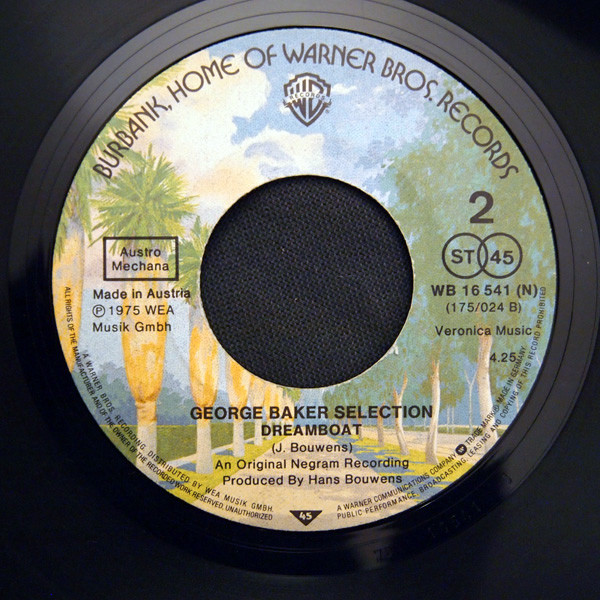 BURBANK, HOME OF WARNER BROS. RECORDS
RECORDS
2
ST 45
Austro
Mechana
Made in Austria
Ⓟ 1975 WEA
Musik Gmbh
WB 16 541 (N)
(175/024 B)
Veronica Music
4.25
GEORGE BAKER SELECTION
DREAMBOAT
(J. Bouwens)
An Original Negram Recording
Produced By Hans Bouwens
45
ALL RIGHTS OF THE MANUFACTURER AND OF THE OWNER OF THE RECORDED WORK RESERVED. UNAUTHORIZED
PUBLIC PERFORMANCE, BROADCASTING, LEASING AND COPYING OF THIS RECORD PROHIBITED
A WARNER BROS. RECORDING DISTRIBUTED BY WEA MUSIK GMBH.
A WARNER COMMUNICATIONS COMPANY
TRADE MARK MADE IN GERMANY